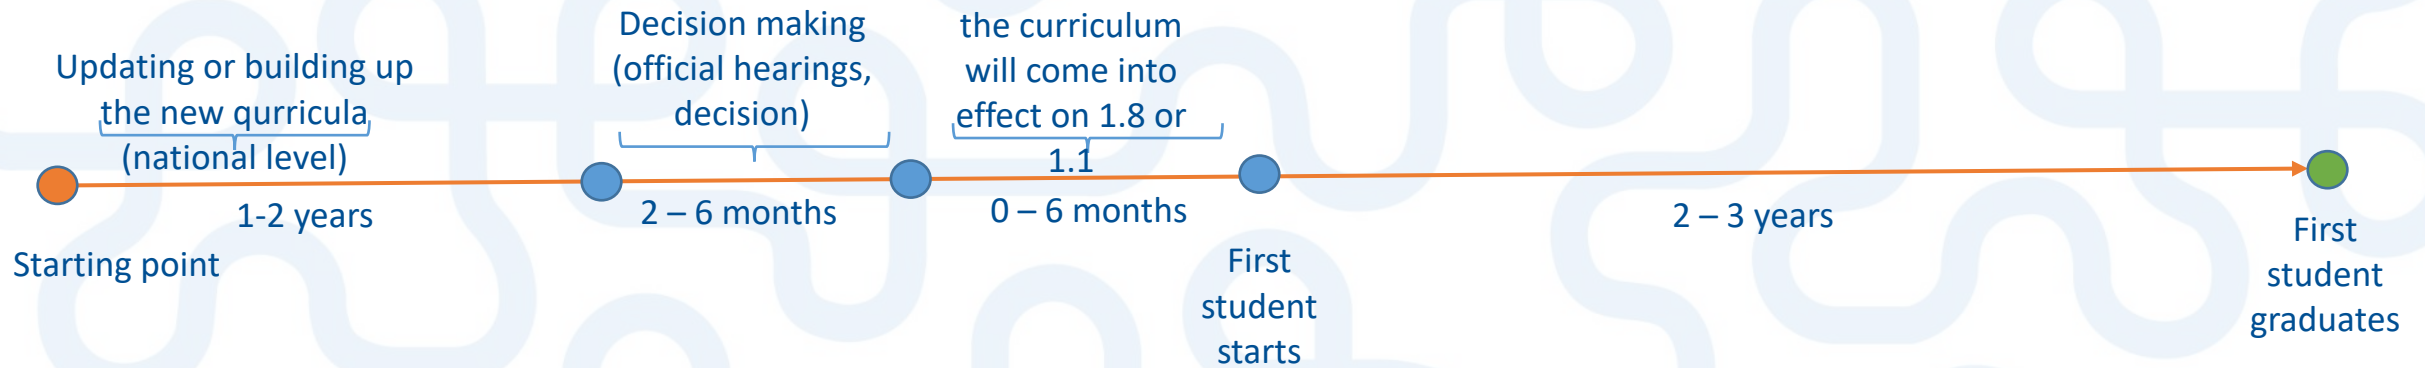 Updating or building up
the new qurricula
(national level)
Decision making
(official hearings,
decision)
the curriculum
will come into
effect on 1.8 or
1.1
1-2 years
2 – 6 months
0 – 6 months
2 – 3 years
Starting point
First
student
starts
First
student
graduates